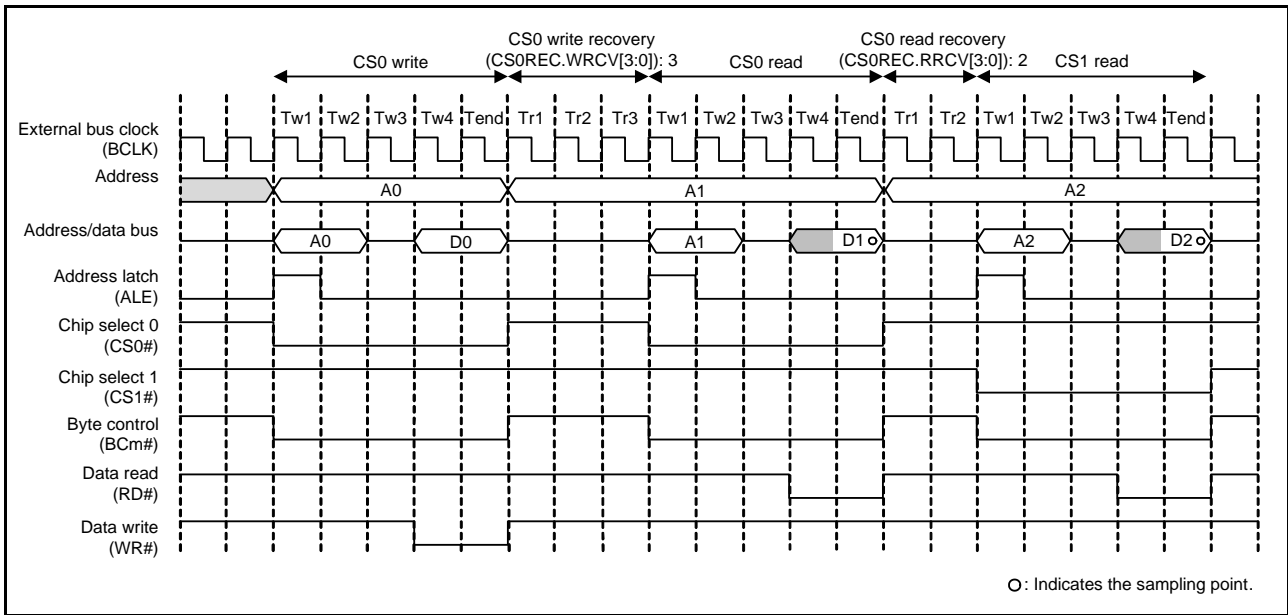 CS0 write
CS0 write recovery
(CS0REC.WRCV[3:0]): 3
CS0 read
CS0 read recovery
(CS0REC.RRCV[3:0]): 2
CS1 read
Tw1 Tw2 Tw3 Tw4 Tend Tr1 Tr2 Tr3 Tw1 Tw2 Tw3 Tw4 Tend Tr1 Tr2 Tw1 Tw2 Tw3 Tw4 Tend
External bus clock
(BCLK)
Address
A0 A1 A2
Address/data bus
A0 D0 A1 D1 A2 D2
Address latch
(ALE)
Chip select 0
(CS0#)
Chip select 1
(CS1#)
Byte control
(BCm#)
Data read
(RD#)
Data write
(WR#)
: Indicates the sampling point.